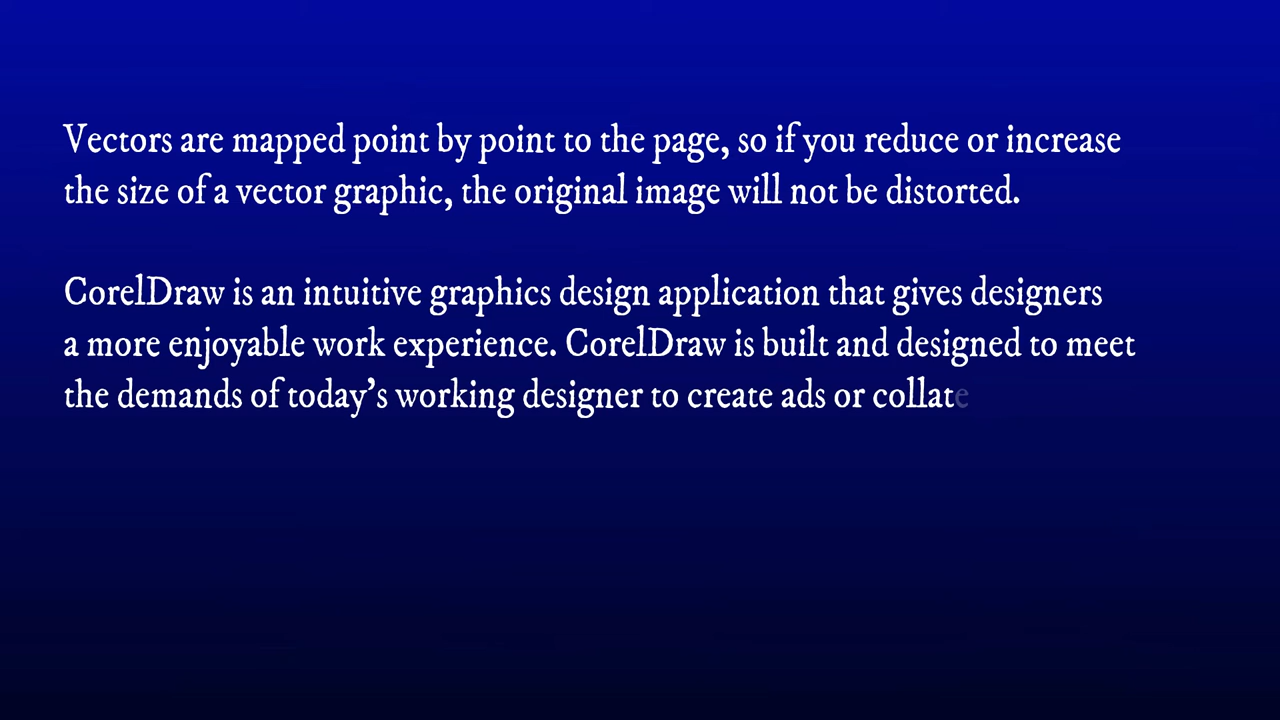 Vectors are mapped point by point to the page, so if you reduce or increase
the size of a vector graphic, the original image will not be distorted.
CorelDraw is an intuitive graphics design application that gives designers
a more enjoyable work experience. CorelDraw is built and designed to meet
the demands of today’s working designer to create ads or collate